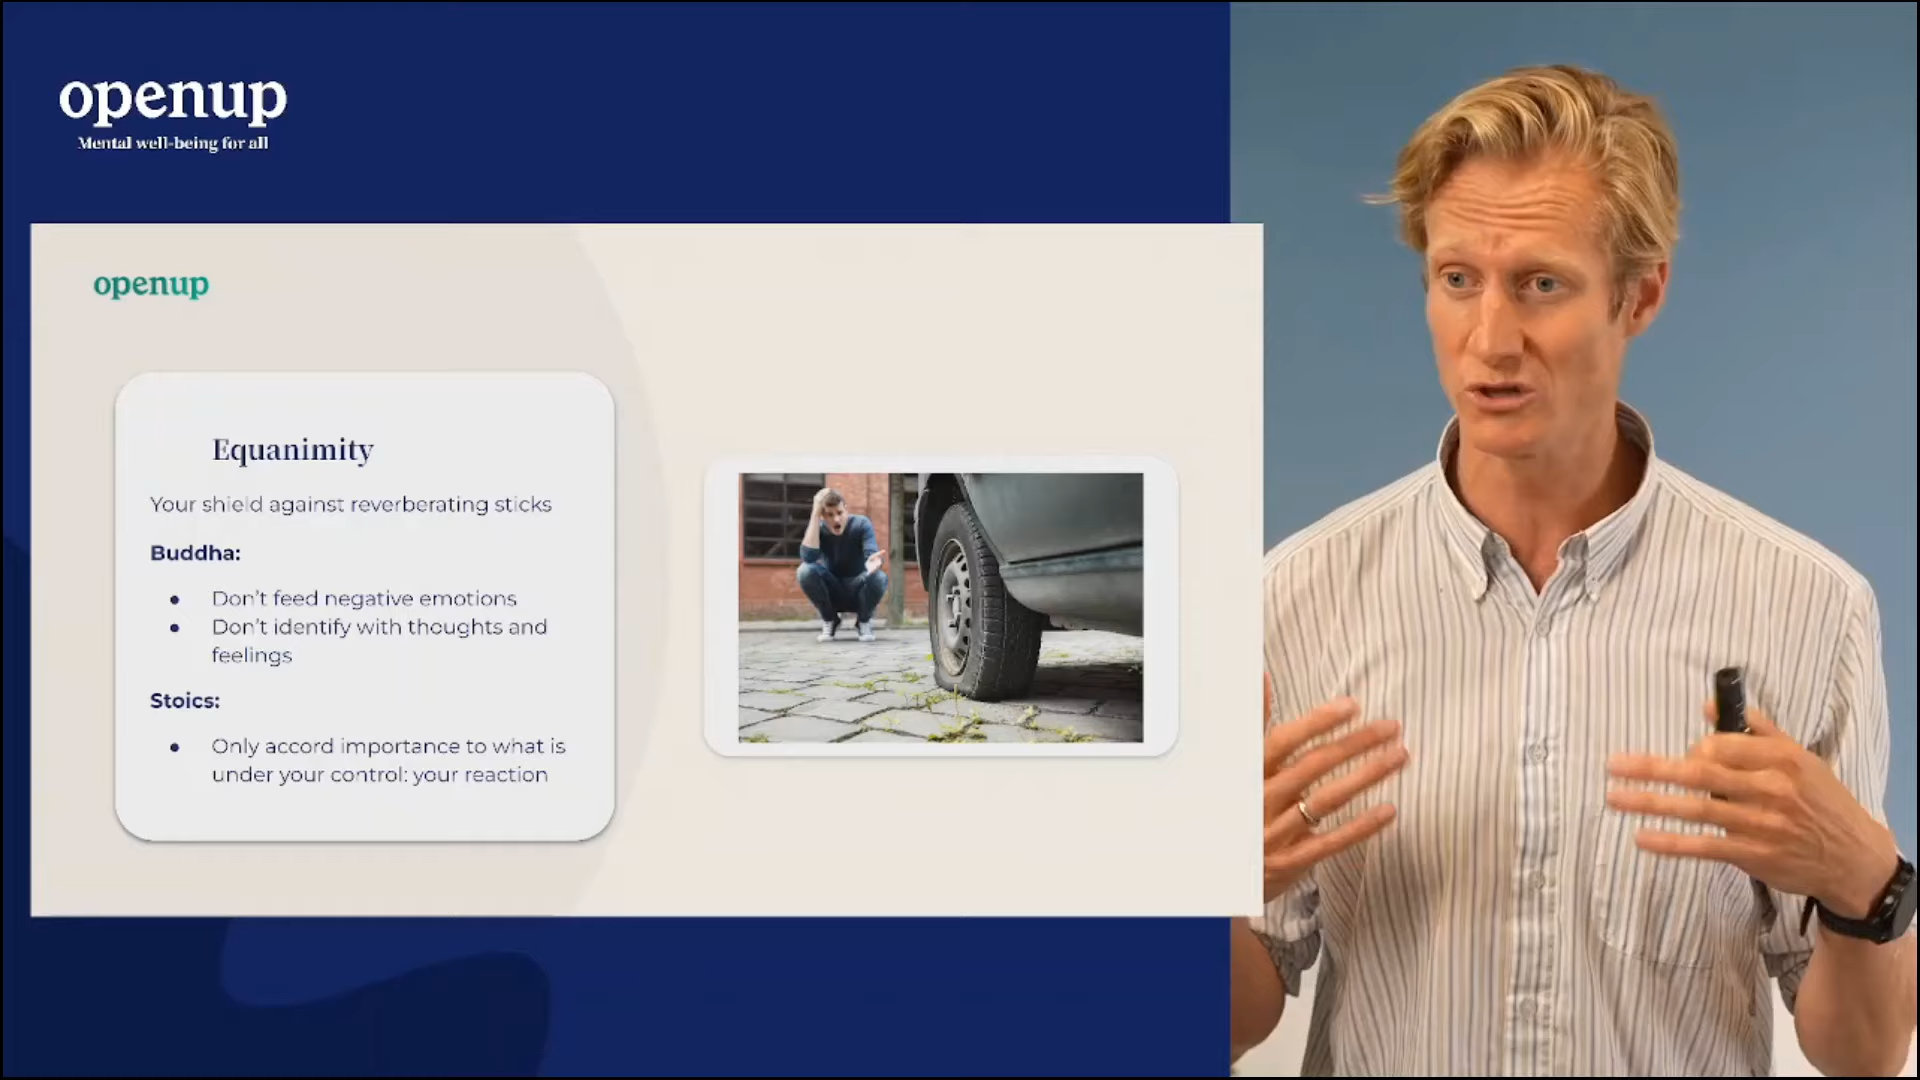 openup
Mental well-being for all
openup
Equanimity
Your shield against reverberating sticks
Buddha:
● Don't feed negative emotions
● Don't identify with thoughts and
feelings
Stoics:
● Only accord importance to what is
under your control: your reaction